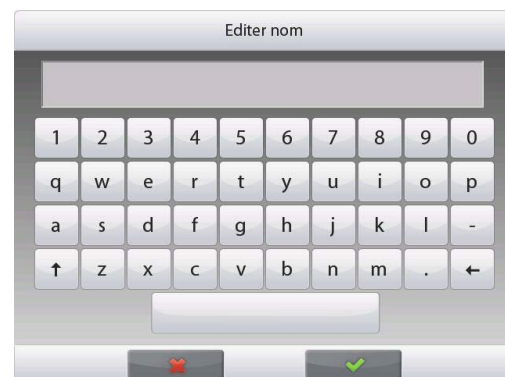 Editer nom
1 2 3 4 5 6 7 8 9 0
q w e r t y u i o p
a s d f g h j k l -
↑ z x c v b n m . ←